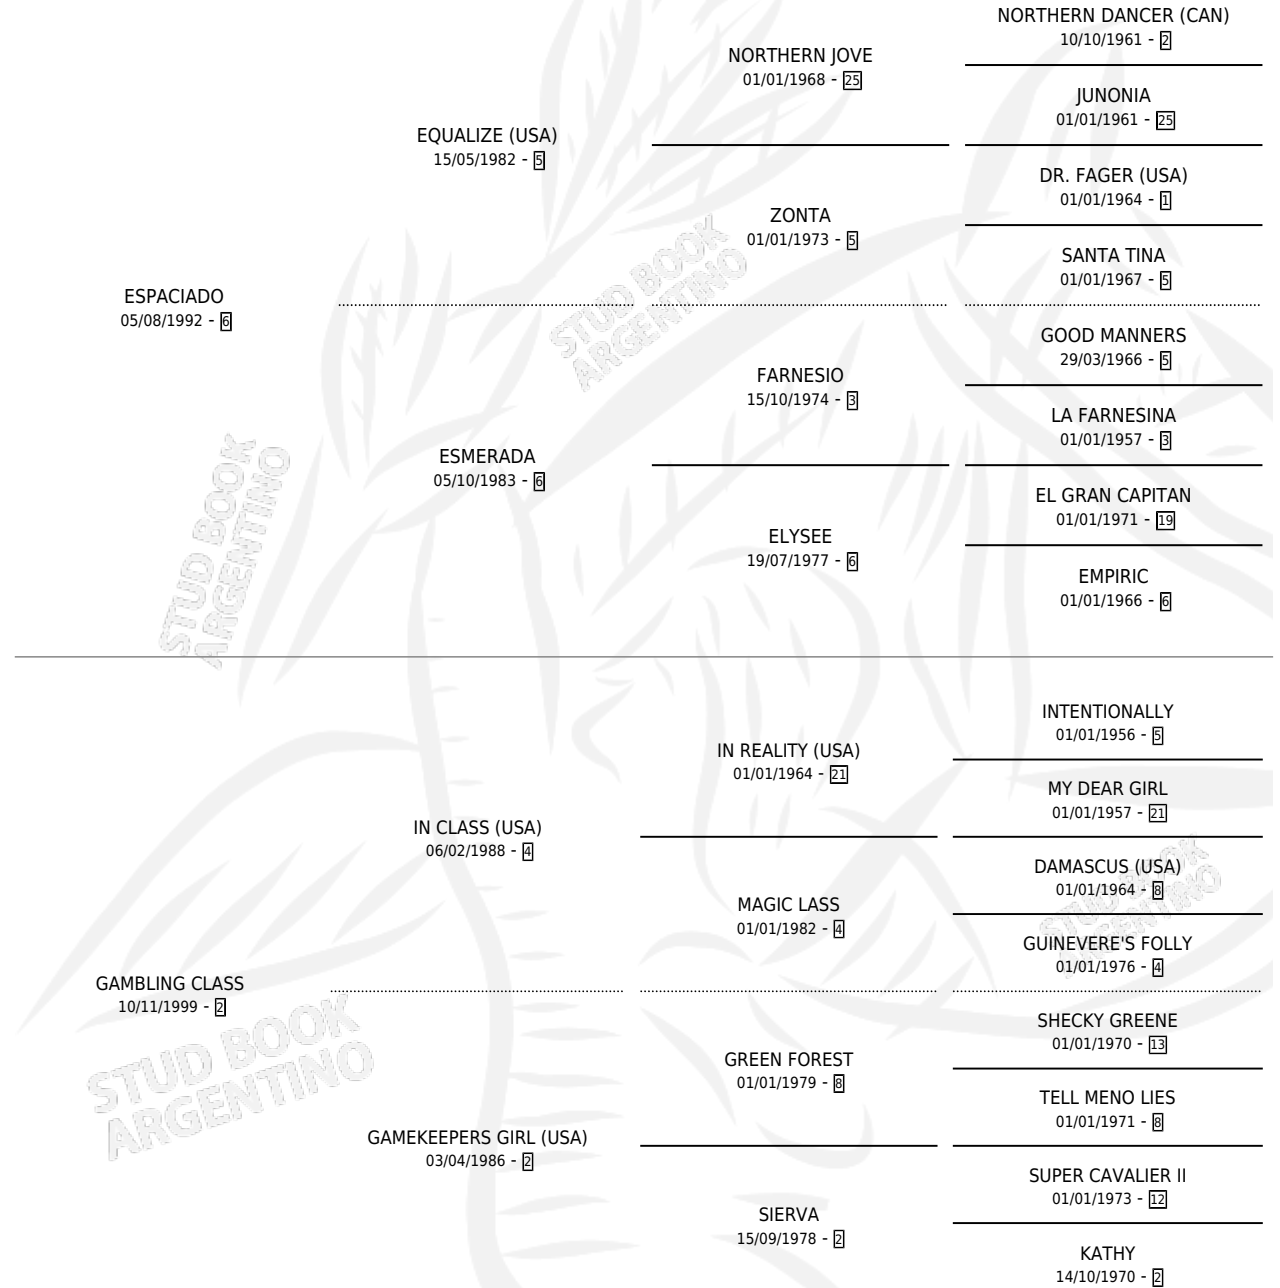 NORTHERN DANCER (CAN)
10/10/1961 - 2
NORTHERN JOVE
01/01/1968 - 25
JUNONIA
01/01/1961 - 25
EQUALIZE (USA)
15/05/1982 - 5
DR. FAGER (USA)
01/01/1964 - 1
ZONTA
01/01/1973 - 5
SANTA TINA
01/01/1967 - 5
ESPACIADO
05/08/1992 - 6
GOOD MANNERS
29/03/1966 - 5
FARNESIO
15/10/1974 - 3
LA FARNESINA
01/01/1957 - 3
ESMERADA
05/10/1983 - 6
EL GRAN CAPITAN
01/01/1971 - 19
ELYSEE
19/07/1977 - 6
EMPIRIC
01/01/1966 - 6
STUD BOOK
ARGENTINO
STUD BOOK
ARGENTINO
INTENTIONALLY
01/01/1956 - 5
IN REALITY (USA)
01/01/1964 - 21
MY DEAR GIRL
01/01/1957 - 21
IN CLASS (USA)
06/02/1988 - 4
DAMASCUS (USA)
01/01/1964 - 8
MAGIC LASS
01/01/1982 - 4
GUINEVERE'S FOLLY
01/01/1976 - 4
STUD BOOK
ARGENTINO
GAMBLING CLASS
10/11/1999 - 2
SHECKY GREENE
01/01/1970 - 13
GREEN FOREST
01/01/1979 - 8
TELL MENO LIES
01/01/1971 - 8
STUD BOOK
ARGENTINO
GAMEKEEPERS GIRL (USA)
03/04/1986 - 2
SUPER CAVALIER II
01/01/1973 - 12
SIERVA
15/09/1978 - 2
KATHY
14/10/1970 - 2